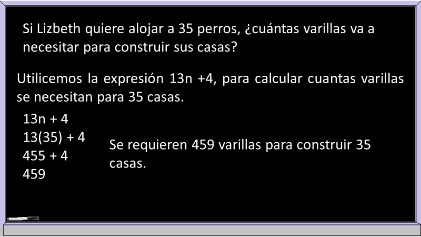 Si Lizbeth quiere alojar a 35 perros, ¿cuántas varillas va a
necesitar para construir sus casas?
Utilicemos la expresión 13n +4, para calcular cuantas varillas
se necesitan para 35 casas.
13n + 4
13(35) + 4
455 + 4
459
Se requieren 459 varillas para construir 35
casas.